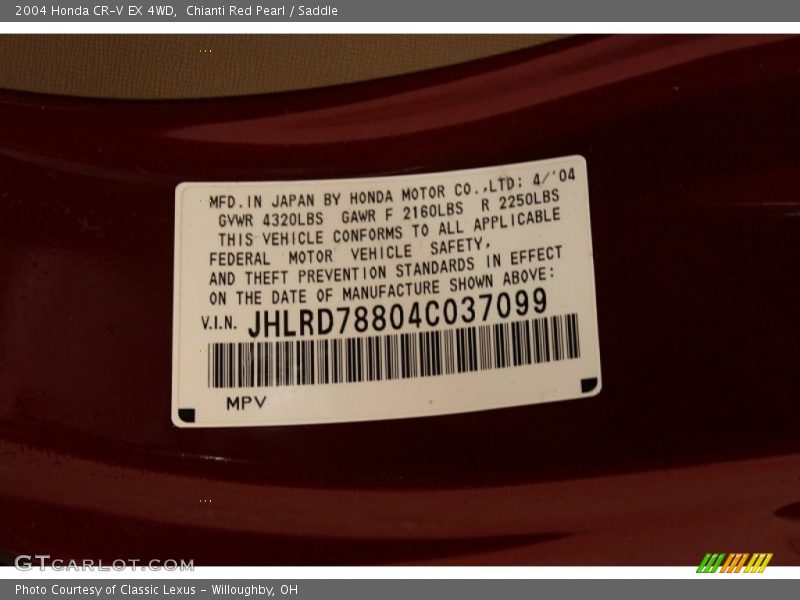 2004 Honda CR-V EX 4WD,  Chianti Red Pearl / Saddle
MFD.IN JAPAN BY HONDA MOTOR CO.,LTD: 4/'04
GVWR 4320LBS  GAWR F 2160LBS  R 2250LBS
THIS VEHICLE CONFORMS TO ALL APPLICABLE
FEDERAL MOTOR VEHICLE SAFETY,
AND THEFT PREVENTION STANDARDS IN EFFECT
ON THE DATE OF MANUFACTURE SHOWN ABOVE:
V.I.N. JHLRD78804C037099
MPV
GTCARLOT.COM
Photo Courtesy of Classic Lexus - Willoughby, OH